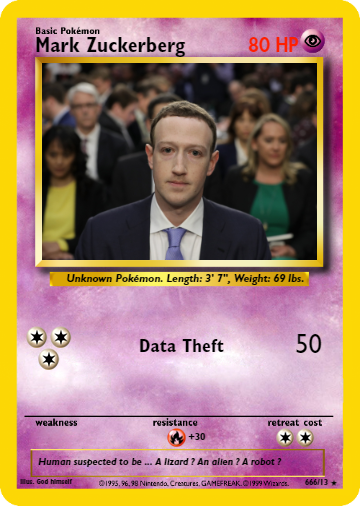 Basic Pokémon
Mark Zuckerberg 80 HP
Unknown Pokémon. Length: 3' 7", Weight: 69 lbs.
Data Theft 50
weakness resistance retreat cost
+30
Human suspected to be ... A lizard ? An alien ? A robot ?
Illus. God himself ©1995, 96, 98 Nintendo, Creatures, GAMEFREAK. ©1999 Wizards. 666/13 ★